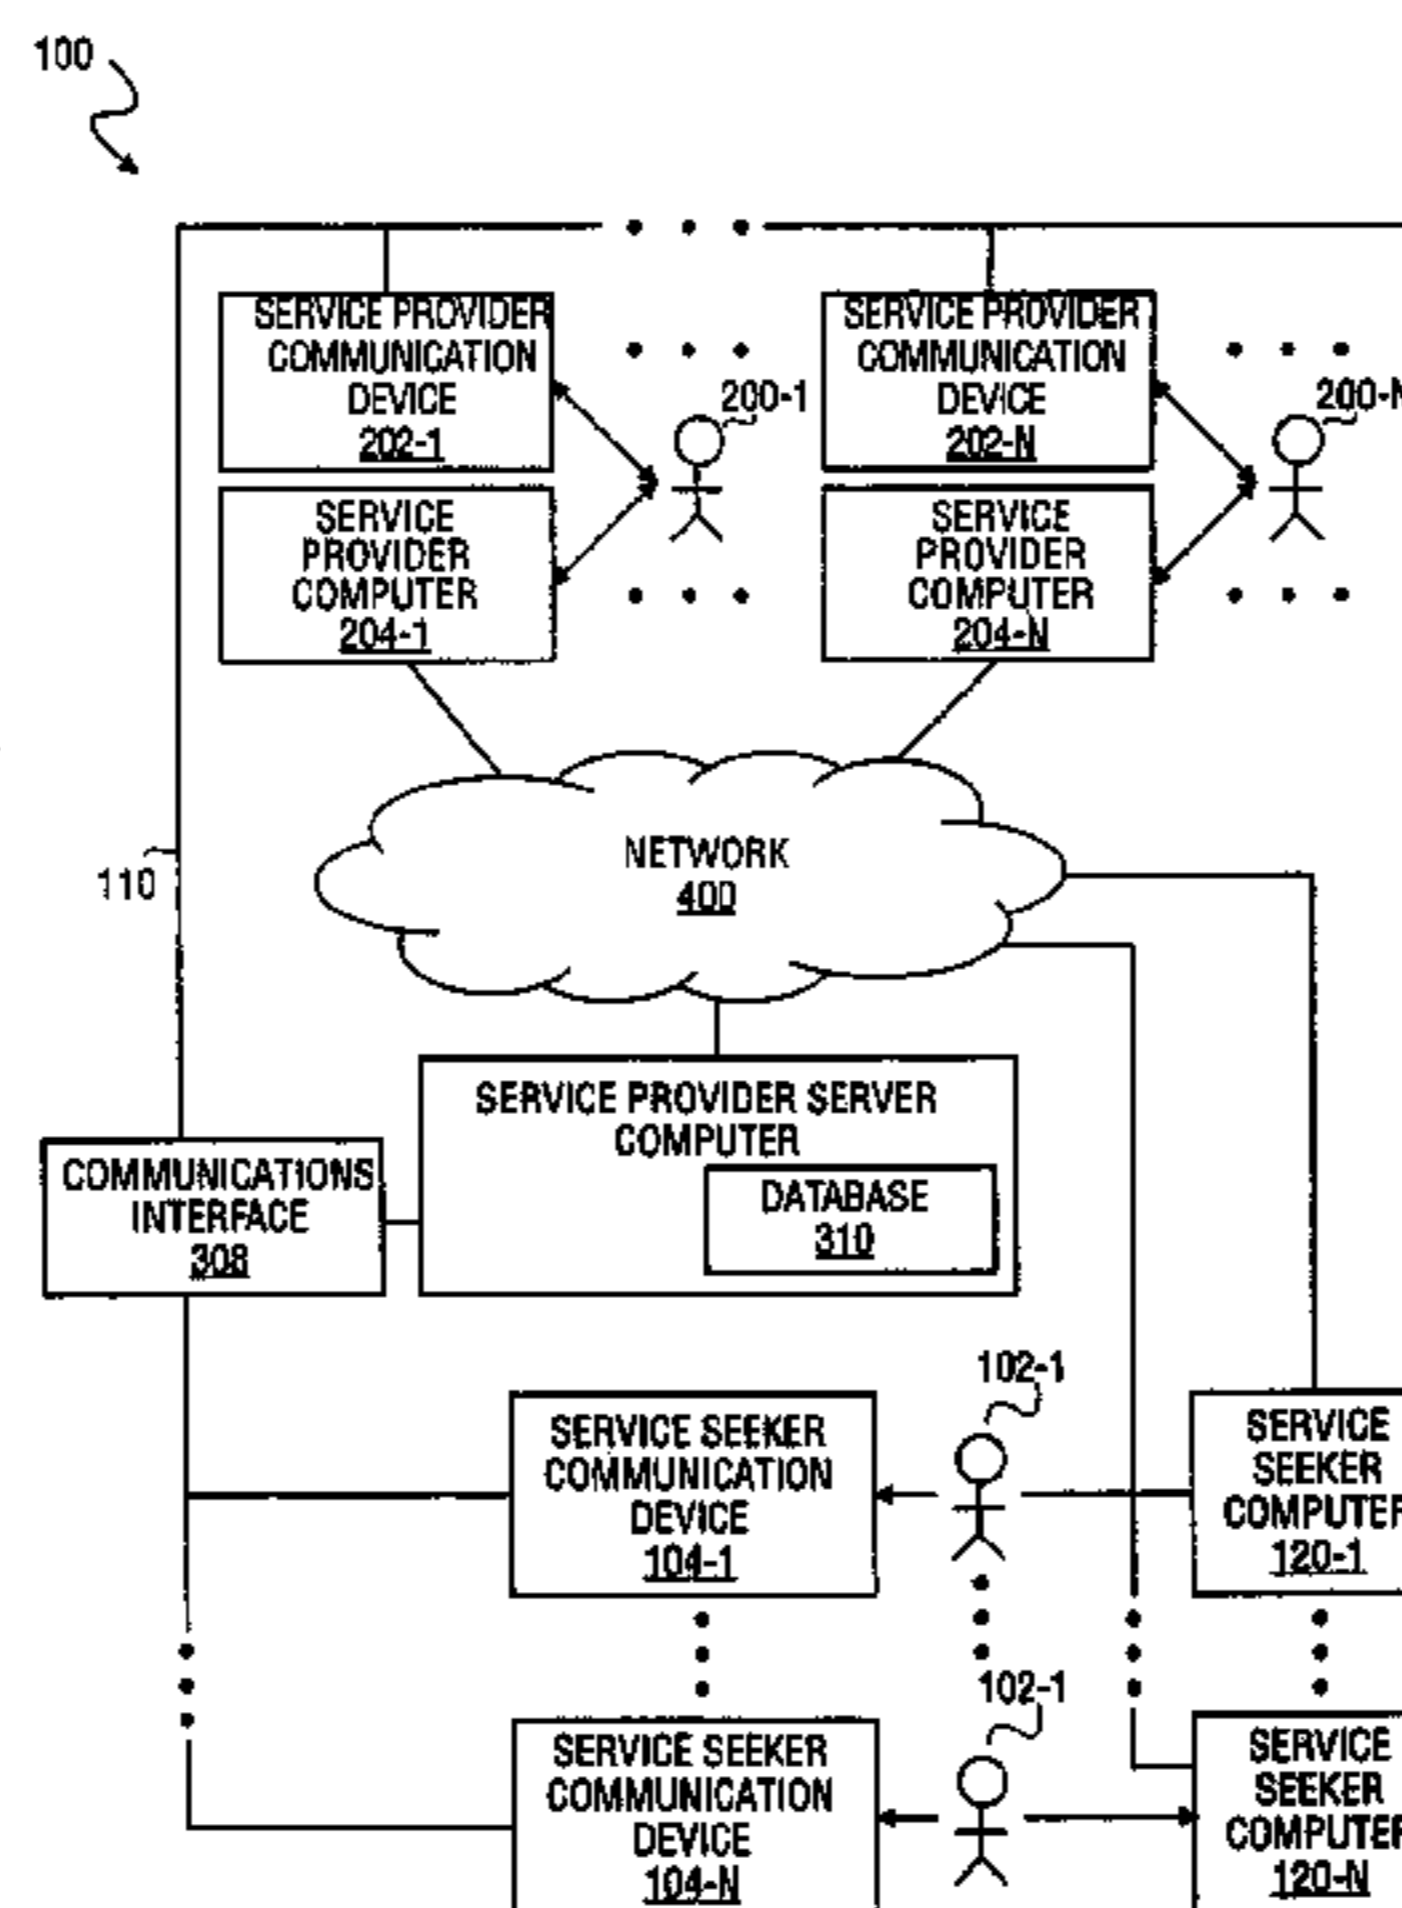 100
SERVICE PROVIDER
COMMUNICATION
DEVICE
202-1
200-1
SERVICE PROVIDER
COMMUNICATION
DEVICE
202-N
200-N
SERVICE
PROVIDER
COMPUTER
204-1
SERVICE
PROVIDER
COMPUTER
204-N
NETWORK
400
110
SERVICE PROVIDER SERVER
COMPUTER
DATABASE
310
COMMUNICATIONS
INTERFACE
308
102-1
SERVICE SEEKER
COMMUNICATION
DEVICE
104-1
SERVICE
SEEKER
COMPUTER
120-1
102-1
SERVICE SEEKER
COMMUNICATION
DEVICE
104-N
SERVICE
SEEKER
COMPUTER
120-N